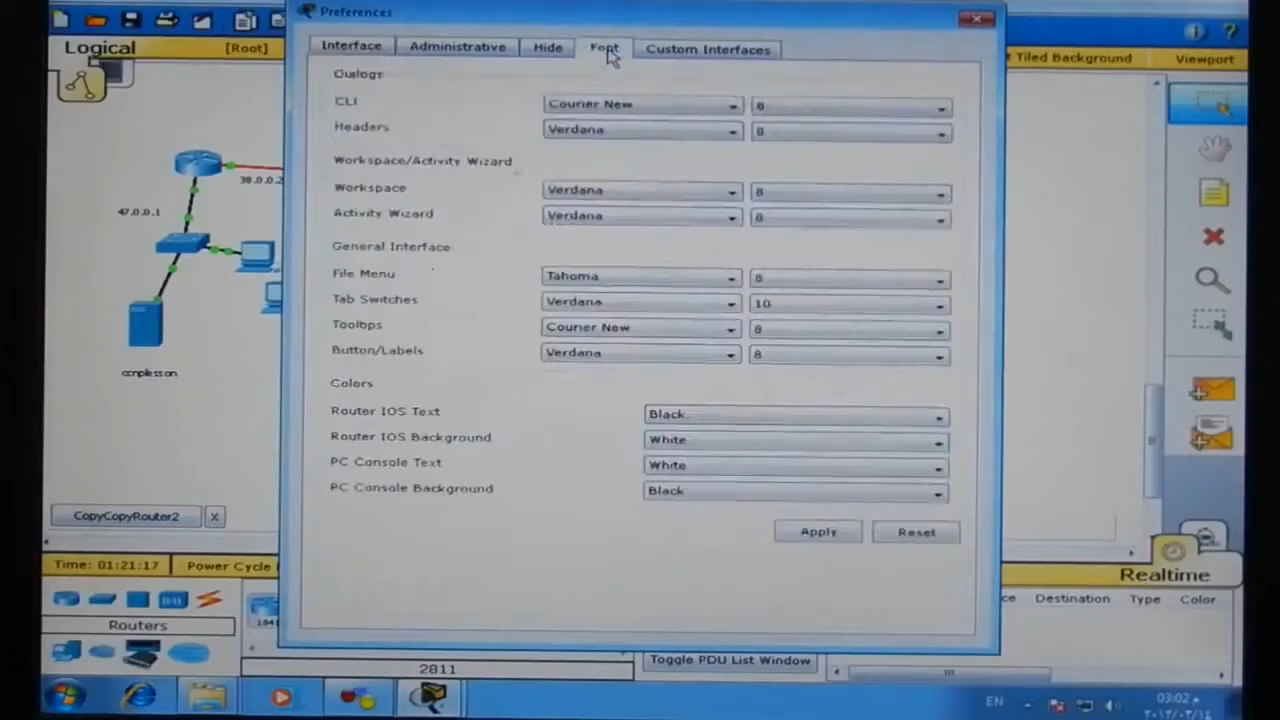 Preferences
Logical
[Root]
Interface
Administrative
Hide
Font
Custom Interfaces
Tiled Background
Viewport
Dialogs
CLI
Courier New
8
Headers
Verdana
8
Workspace/Activity Wizard
Workspace
Verdana
8
Activity Wizard
Verdana
8
General Interface
File Menu
Tahoma
8
Tab Switches
Verdana
10
Tooltips
Courier New
8
Button/Labels
Verdana
8
Colors
Router IOS Text
Black
Router IOS Background
White
PC Console Text
White
PC Console Background
Black
Apply
Reset
38.0.0.2
47.0.0.1
CopyCopyRouter2
X
Time: 01:21:17
Power Cycle
Realtime
Routers
1841
2811
Toggle PDU List Window
ce
Destination
Type
Color
EN
03:02 م